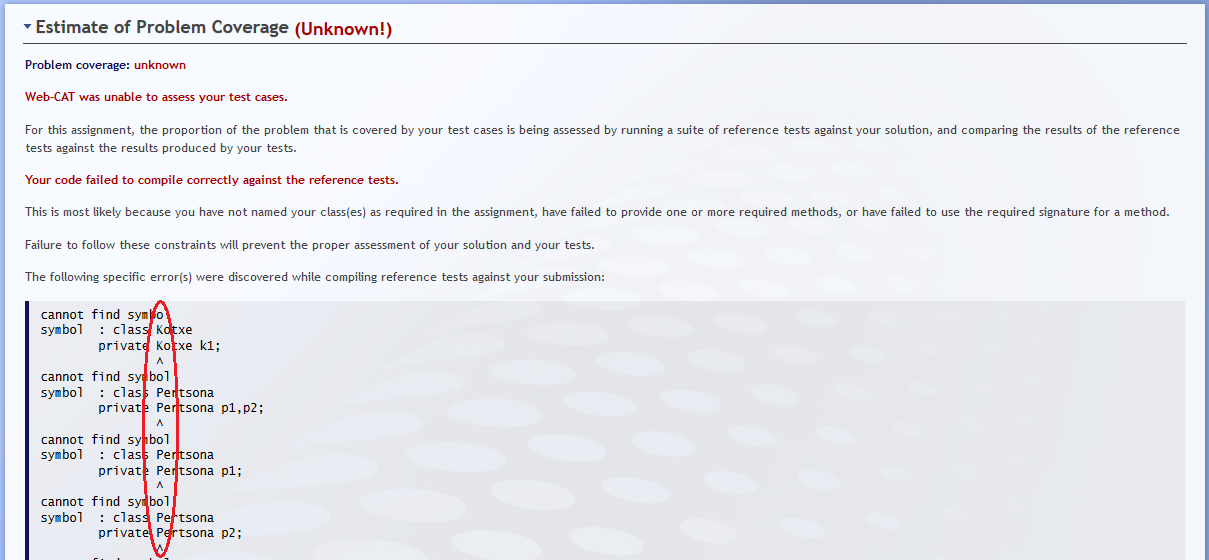 Estimate of Problem Coverage (Unknown!)
Problem coverage: unknown
Web-CAT was unable to assess your test cases.
For this assignment, the proportion of the problem that is covered by your test cases is being assessed by running a suite of reference tests against your solution, and comparing the results of the reference
tests against the results produced by your tests.
Your code failed to compile correctly against the reference tests.
This is most likely because you have not named your class(es) as required in the assignment, have failed to provide one or more required methods, or have failed to use the required signature for a method.
Failure to follow these constraints will prevent the proper assessment of your solution and your tests.
The following specific error(s) were discovered while compiling reference tests against your submission:
cannot find symbol
symbol  : class Kotxe
        private Kotxe k1;
                ^
cannot find symbol
symbol  : class Pertsona
        private Pertsona p1,p2;
                ^
cannot find symbol
symbol  : class Pertsona
        private Pertsona p1;
                ^
cannot find symbol
symbol  : class Pertsona
        private Pertsona p2;
                ^